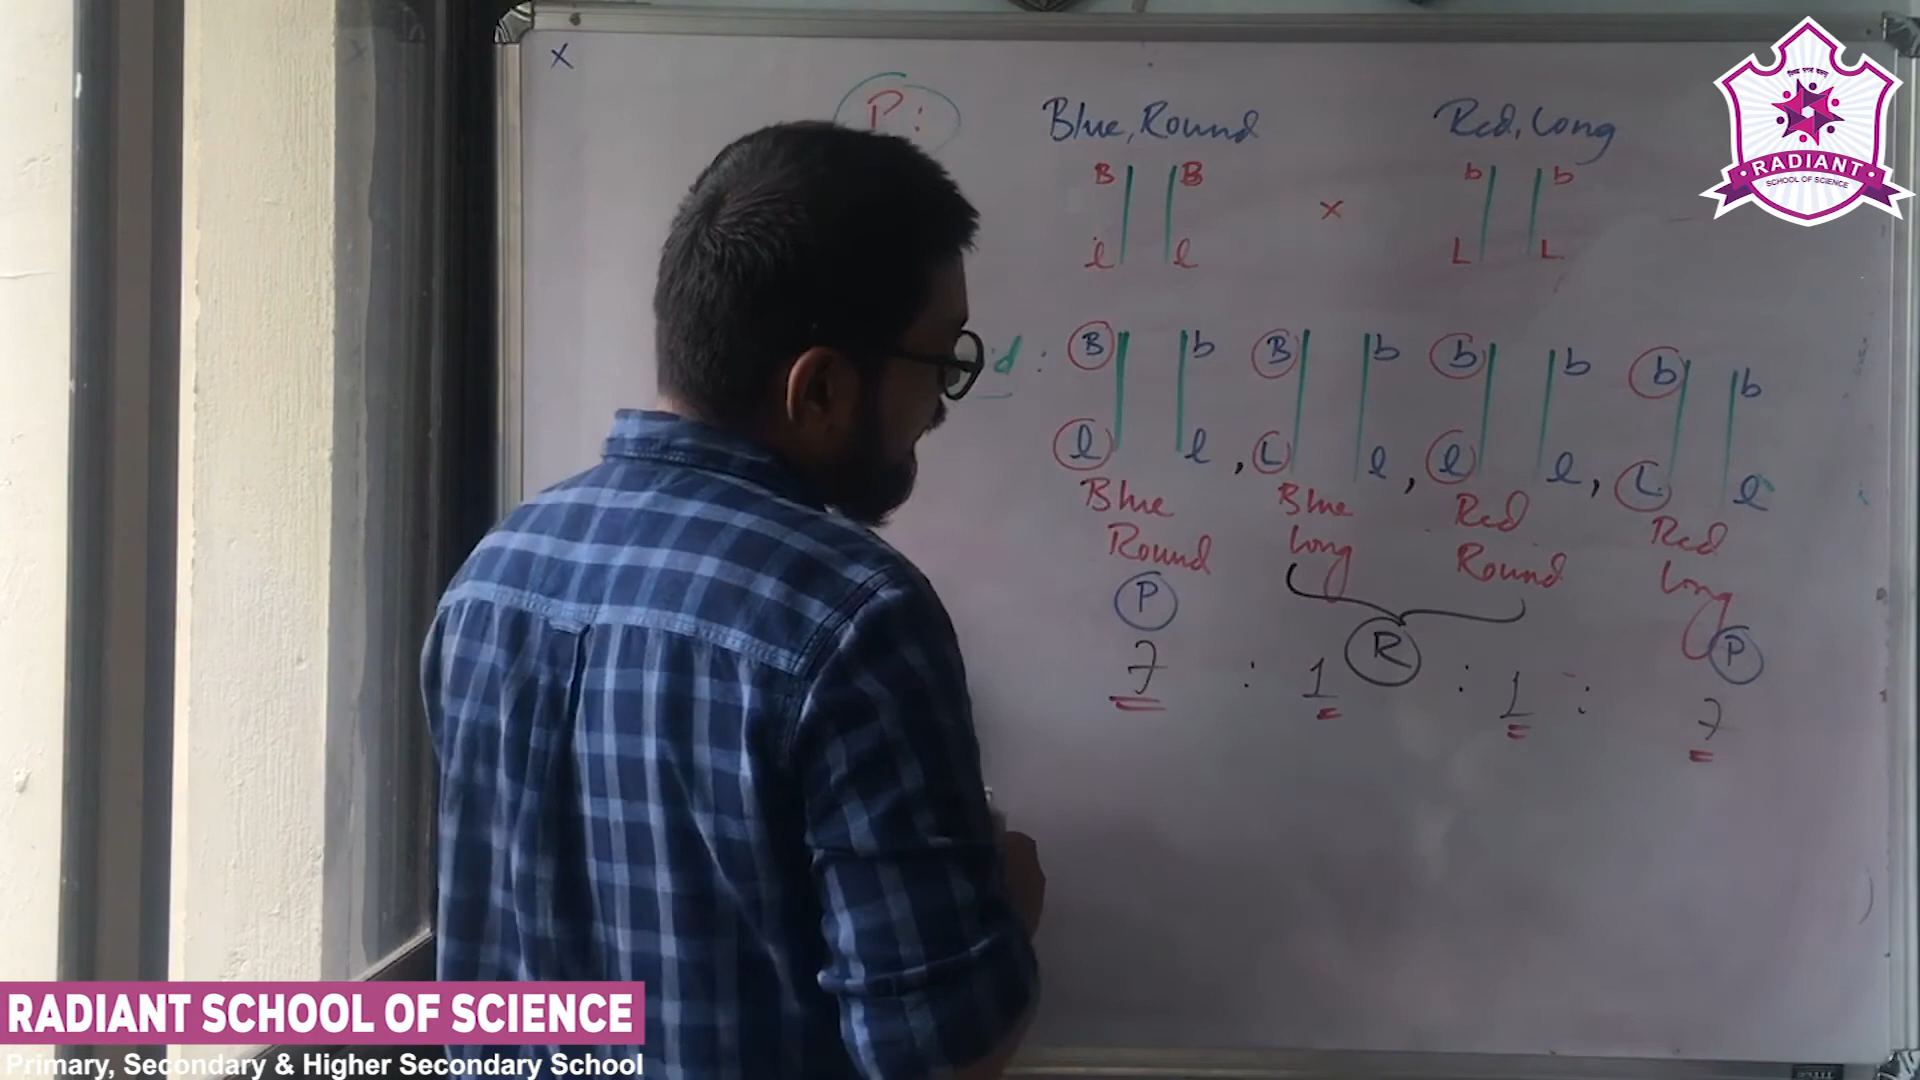 x
P:
Blue, Round Red, Long
B B x b b
l l L L
d : B b B b b b b b
l l , L l , l l , L l
Blue Blue Red Red
Round Long Round Long
P R P
7 : 1 : 1 : 7
RADIANT
SCHOOL OF SCIENCE
RADIANT SCHOOL OF SCIENCE
Primary, Secondary & Higher Secondary School